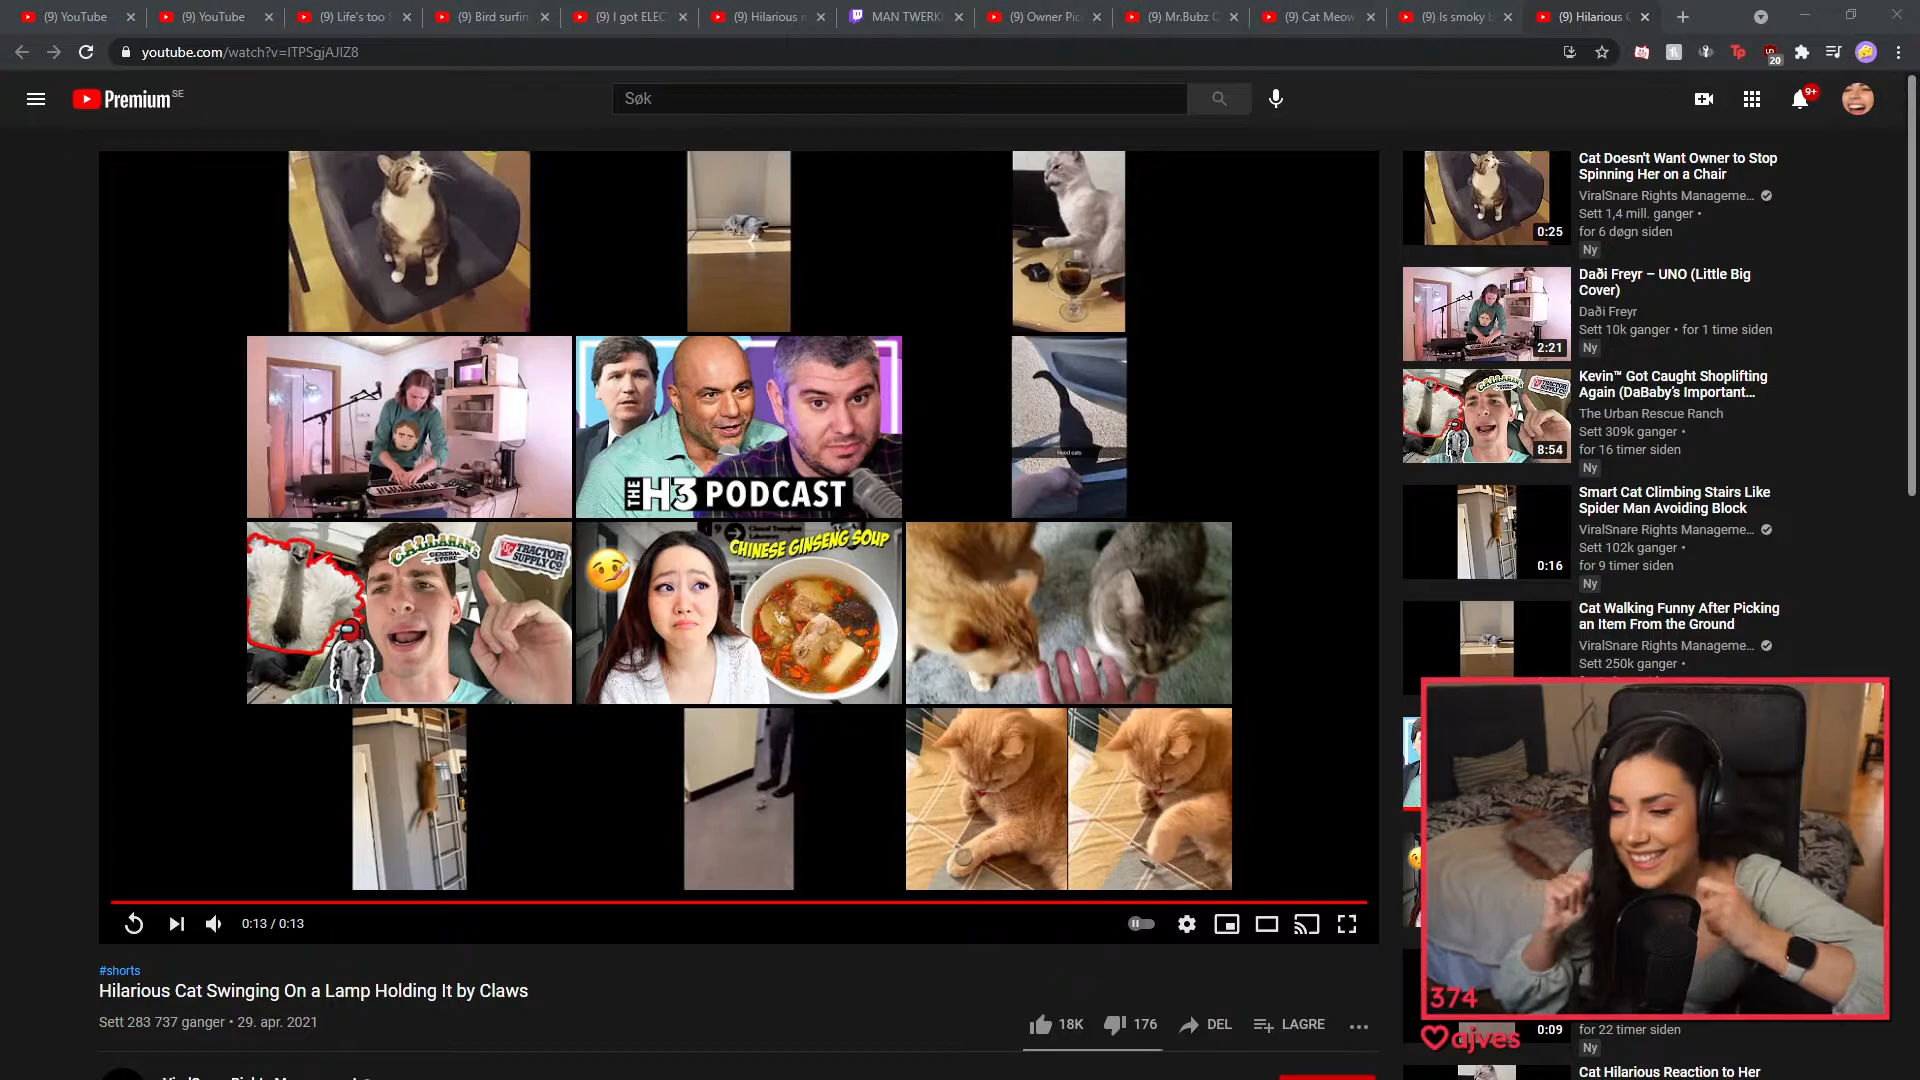 (9) YouTube
(9) YouTube
(9) Life's too
(9) Bird surfin
(9) I got ELEC
(9) Hilarious
MAN TWERK
(9) Owner Pic
(9) Mr.Bubz C
(9) Cat Meow
(9) Is smoky
(9) Hilarious C
youtube.com/watch?v=ITPSgjAJIZ8
20
Premium SE
Søk
9+
THE H3 PODCAST
Food cats
CALLAHAN'S
GENERAL STORE
TRACTOR
SUPPLY CO
CHINESE GINSENG SOUP
0:13 / 0:13
#shorts
Hilarious Cat Swinging On a Lamp Holding It by Claws
Sett 283 737 ganger • 29. apr. 2021
18K
176
DEL
LAGRE
Cat Doesn't Want Owner to Stop
Spinning Her on a Chair
ViralSnare Rights Manageme...
Sett 1,4 mill. ganger •
for 6 døgn siden
Ny
0:25
Daði Freyr – UNO (Little Big
Cover)
Daði Freyr
Sett 10k ganger • for 1 time siden
Ny
2:21
Kevin™ Got Caught Shoplifting
Again (DaBaby's Important...
The Urban Rescue Ranch
Sett 309k ganger •
for 16 timer siden
Ny
8:54
Smart Cat Climbing Stairs Like
Spider Man Avoiding Block
ViralSnare Rights Manageme...
Sett 102k ganger •
for 9 timer siden
Ny
0:16
Cat Walking Funny After Picking
an Item From the Ground
ViralSnare Rights Manageme...
Sett 250k ganger •
374
ajves
0:09
for 22 timer siden
Ny
Cat Hilarious Reaction to Her